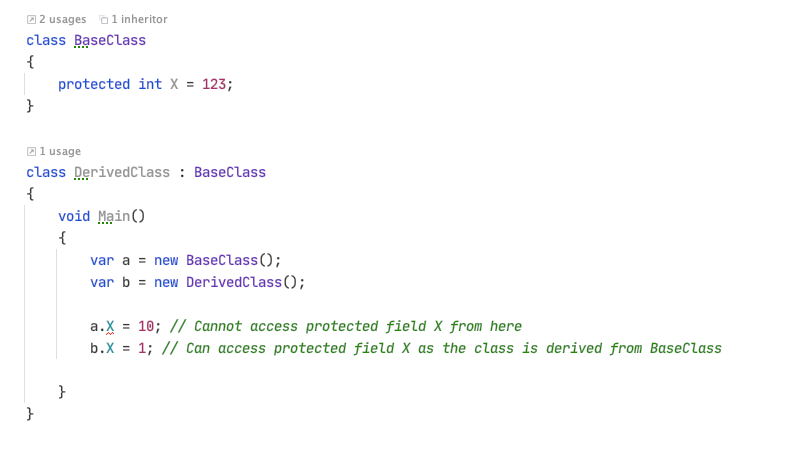 2 usages 1 inheritor
class BaseClass
{
    protected int X = 123;
}
1 usage
class DerivedClass : BaseClass
{
    void Main()
    {
        var a = new BaseClass();
        var b = new DerivedClass();
        a.X = 10; // Cannot access protected field X from here
        b.X = 1; // Can access protected field X as the class is derived from BaseClass
    }
}